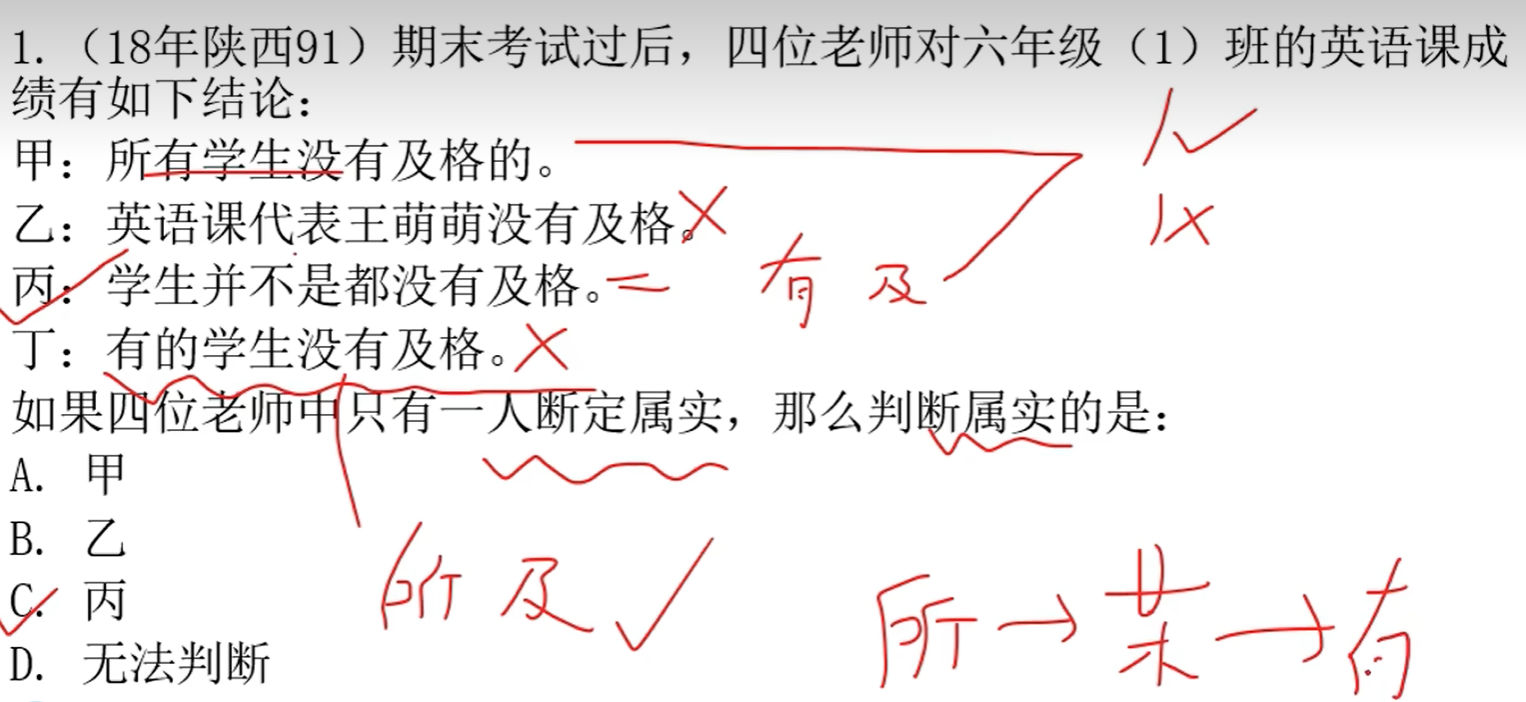 1.（18年陕西91）期末考试过后，四位老师对六年级（1）班的英语课成
绩有如下结论：
甲：所有学生没有及格的。
乙：英语课代表王萌萌没有及格。
丙：学生并不是都没有及格。= 有 及
丁：有的学生没有及格。
如果四位老师中只有一人断定属实，那么判断属实的是：
A. 甲
B. 乙
C. 丙
D. 无法判断
1✓
1X
所 及 ✓
所→某→有